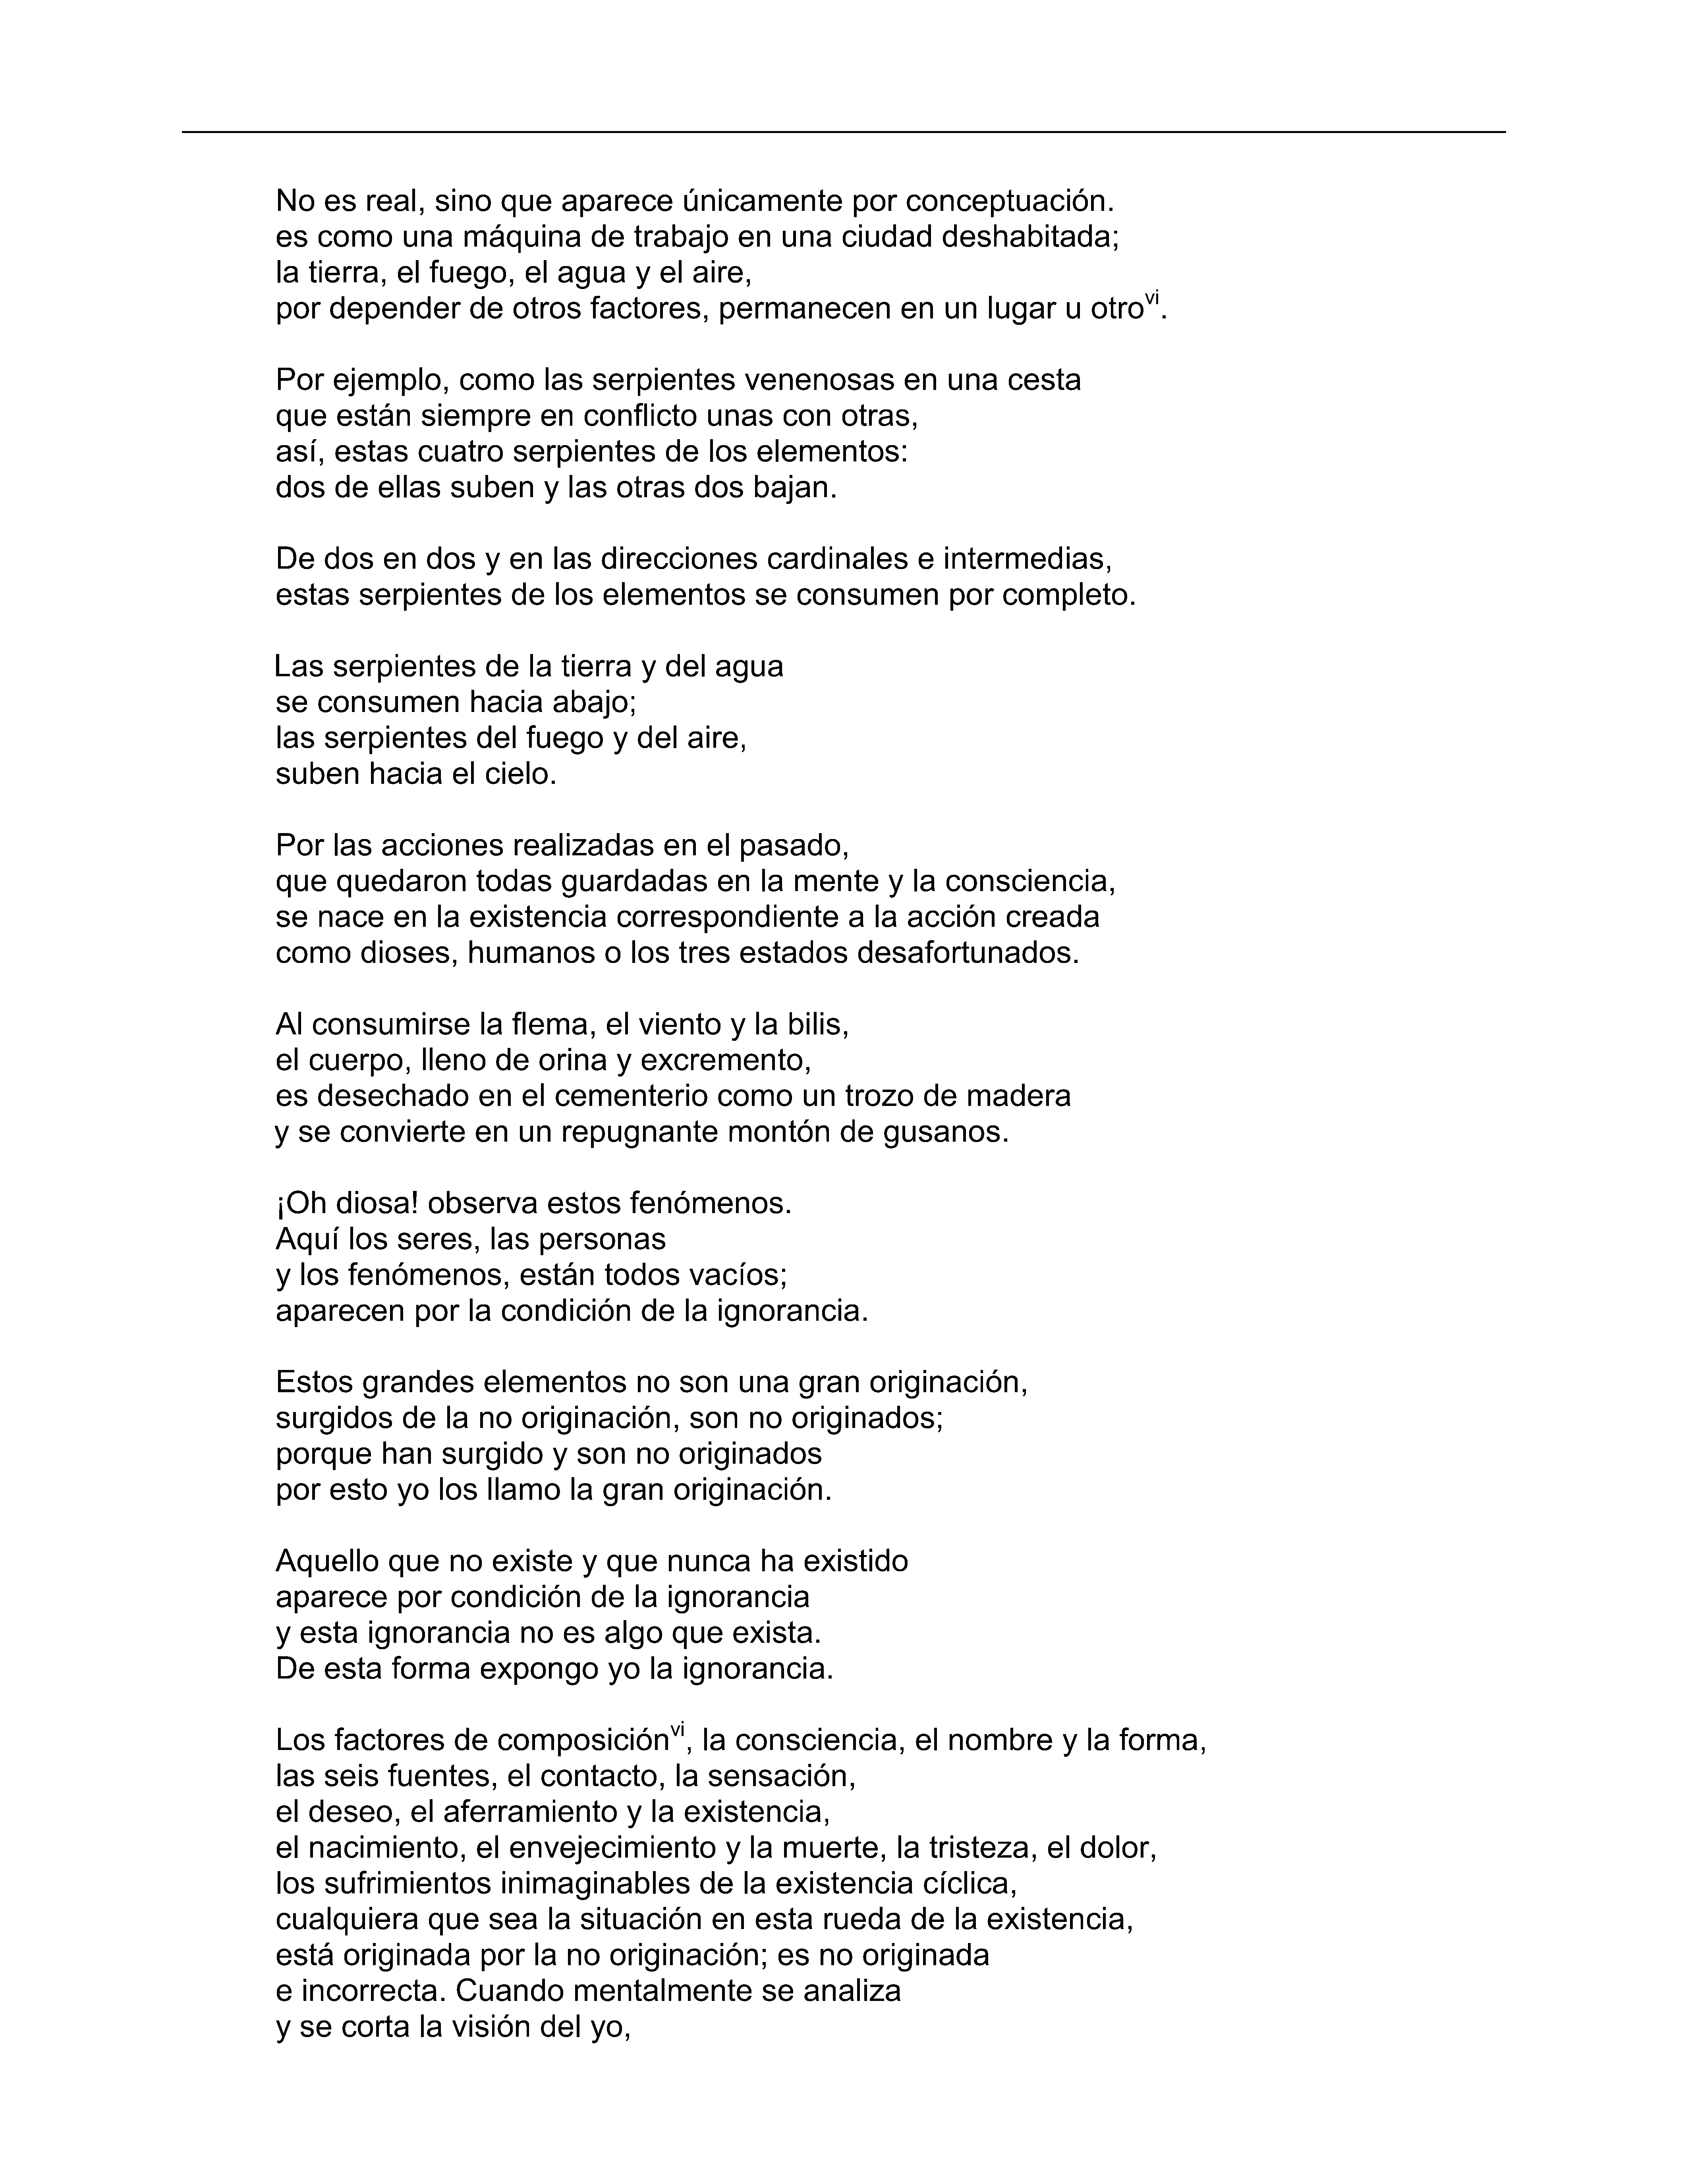 No es real, sino que aparece únicamente por conceptuación.
es como una máquina de trabajo en una ciudad deshabitada;
la tierra, el fuego, el agua y el aire,
por depender de otros factores, permanecen en un lugar u otrovi.
Por ejemplo, como las serpientes venenosas en una cesta
que están siempre en conflicto unas con otras,
así, estas cuatro serpientes de los elementos:
dos de ellas suben y las otras dos bajan.
De dos en dos y en las direcciones cardinales e intermedias,
estas serpientes de los elementos se consumen por completo.
Las serpientes de la tierra y del agua
se consumen hacia abajo;
las serpientes del fuego y del aire,
suben hacia el cielo.
Por las acciones realizadas en el pasado,
que quedaron todas guardadas en la mente y la consciencia,
se nace en la existencia correspondiente a la acción creada
como dioses, humanos o los tres estados desafortunados.
Al consumirse la flema, el viento y la bilis,
el cuerpo, lleno de orina y excremento,
es desechado en el cementerio como un trozo de madera
y se convierte en un repugnante montón de gusanos.
¡Oh diosa! observa estos fenómenos.
Aquí los seres, las personas
y los fenómenos, están todos vacíos;
aparecen por la condición de la ignorancia.
Estos grandes elementos no son una gran originación,
surgidos de la no originación, son no originados;
porque han surgido y son no originados
por esto yo los llamo la gran originación.
Aquello que no existe y que nunca ha existido
aparece por condición de la ignorancia
y esta ignorancia no es algo que exista.
De esta forma expongo yo la ignorancia.
Los factores de composiciónvi, la consciencia, el nombre y la forma,
las seis fuentes, el contacto, la sensación,
el deseo, el aferramiento y la existencia,
el nacimiento, el envejecimiento y la muerte, la tristeza, el dolor,
los sufrimientos inimaginables de la existencia cíclica,
cualquiera que sea la situación en esta rueda de la existencia,
está originada por la no originación; es no originada
e incorrecta. Cuando mentalmente se analiza
y se corta la visión del yo,